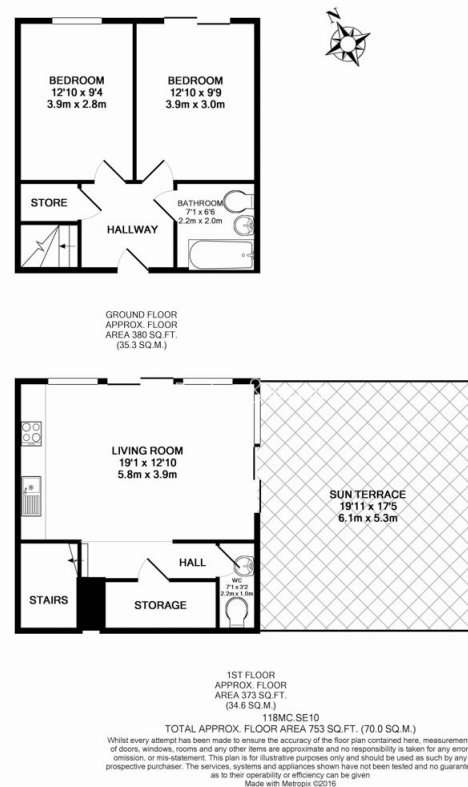 N
BEDROOM
12'10 x 9'4
3.9m x 2.8m
BEDROOM
12'10 x 9'9
3.9m x 3.0m
STORE
HALLWAY
BATHROOM
7'1 x 6'6
2.2m x 2.0m
GROUND FLOOR
APPROX. FLOOR
AREA 380 SQ.FT.
(35.3 SQ.M.)
LIVING ROOM
19'1 x 12'10
5.8m x 3.9m
SUN TERRACE
19'11 x 17'5
6.1m x 5.3m
HALL
WC
7'1 x 3'2
2.2m x 1.0m
STAIRS
STORAGE
1ST FLOOR
APPROX. FLOOR
AREA 373 SQ.FT.
(34.6 SQ.M.)
118MC.SE10
TOTAL APPROX. FLOOR AREA 753 SQ.FT. (70.0 SQ.M.)
Whilst every attempt has been made to ensure the accuracy of the floor plan contained here, measurement
of doors, windows, rooms and any other items are approximate and no responsibility is taken for any error
omission, or mis-statement. This plan is for illustrative purposes only and should be used as such by any
prospective purchaser. The services, systems and appliances shown have not been tested and no guarante
as to their operability or efficiency can be given
Made with Metropix ©2016